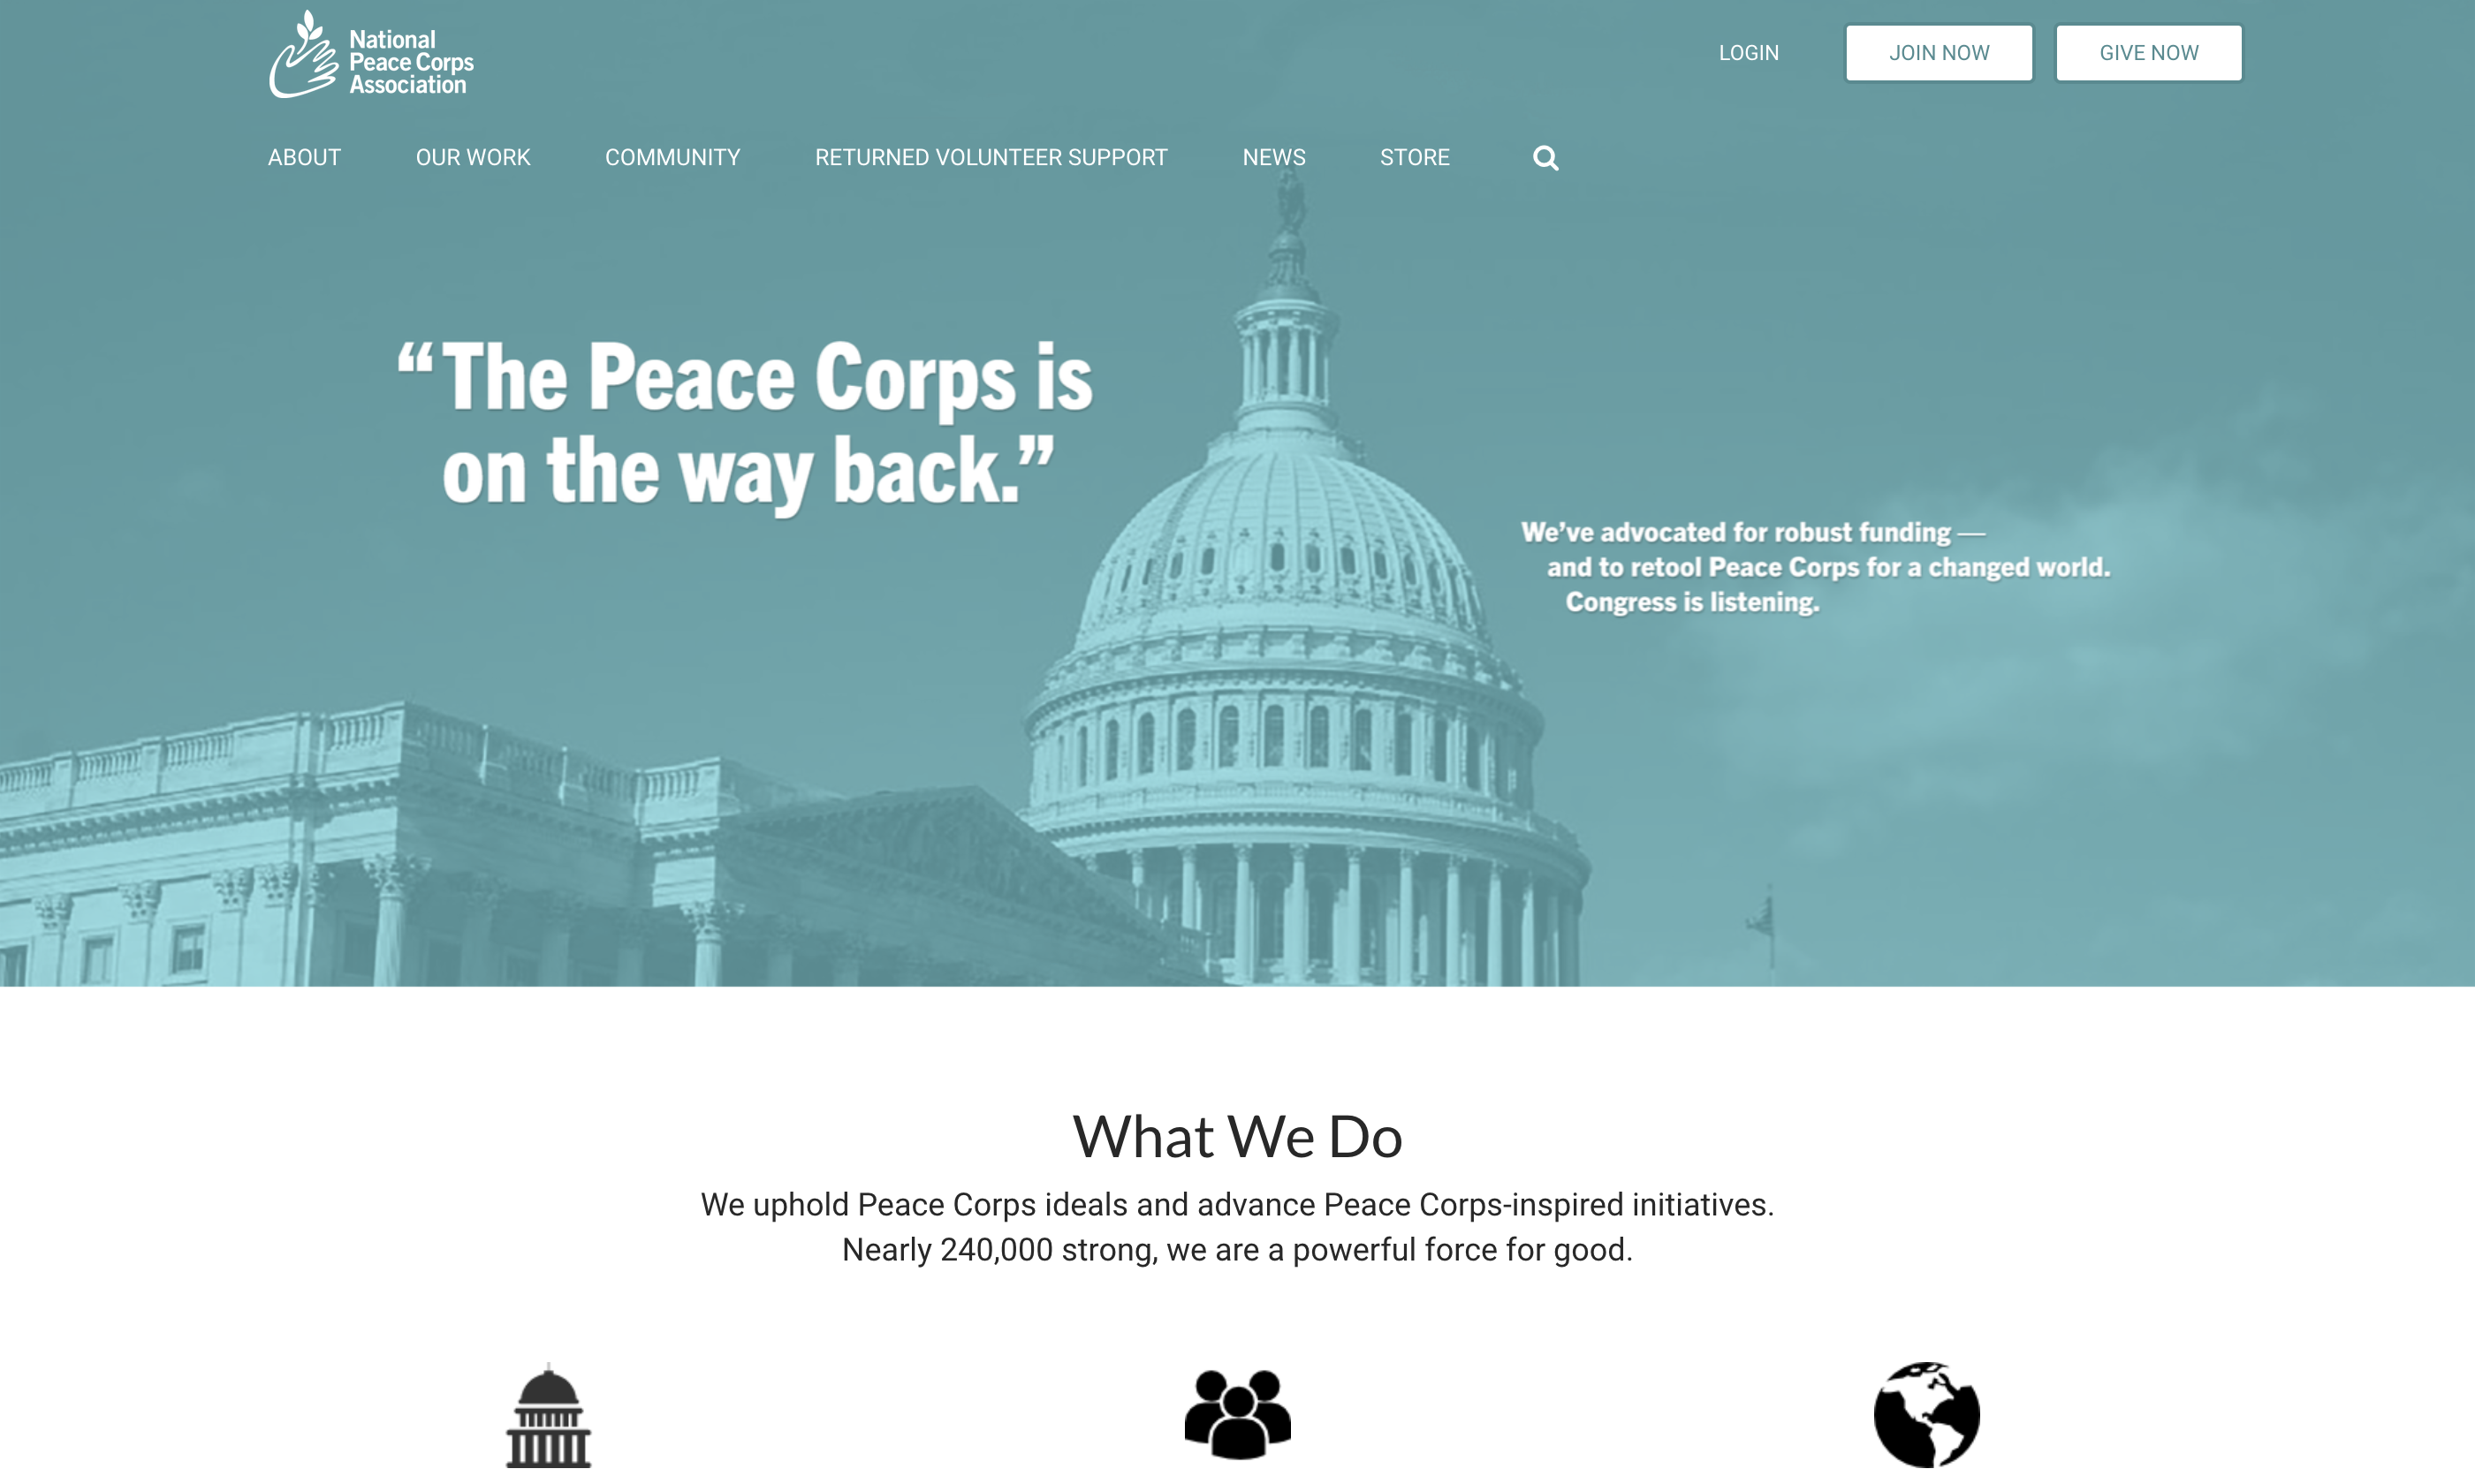 National
Peace Corps
Association
LOGIN
JOIN NOW
GIVE NOW
ABOUT
OUR WORK
COMMUNITY
RETURNED VOLUNTEER SUPPORT
NEWS
STORE
“The Peace Corps is
on the way back.”
We’ve advocated for robust funding —
and to retool Peace Corps for a changed world.
Congress is listening.
What We Do
We uphold Peace Corps ideals and advance Peace Corps-inspired initiatives.
Nearly 240,000 strong, we are a powerful force for good.